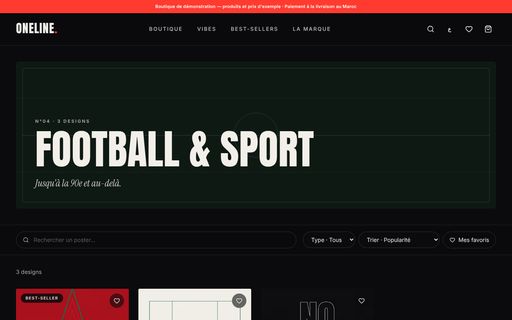 Boutique de démonstration — produits et prix d'exemple · Paiement à la livraison au Maroc
ONELINE.
BOUTIQUE VIBES BEST-SELLERS LA MARQUE
ع
N°04 · 3 DESIGNS
FOOTBALL & SPORT
Jusqu'à la 90e et au-delà.
Rechercher un poster...
Type · Tous
Trier · Popularité
Mes favoris
3 designs
BEST-SELLER
NO